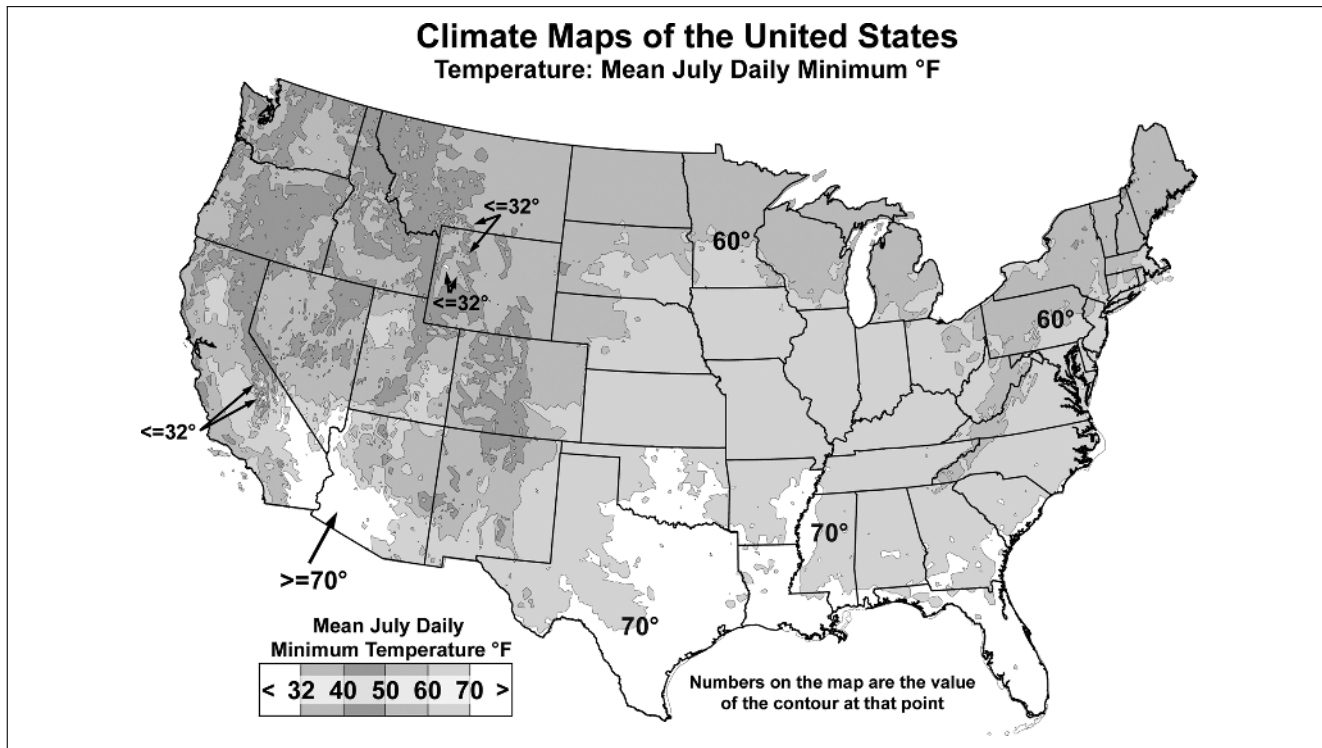 Climate Maps of the United States
Temperature: Mean July Daily Minimum °F
<=32°
60°
<=32°
60°
<=32°
70°
>=70°
70°
Mean July Daily
Minimum Temperature °F
< 32 40 50 60 70 >
Numbers on the map are the value
of the contour at that point